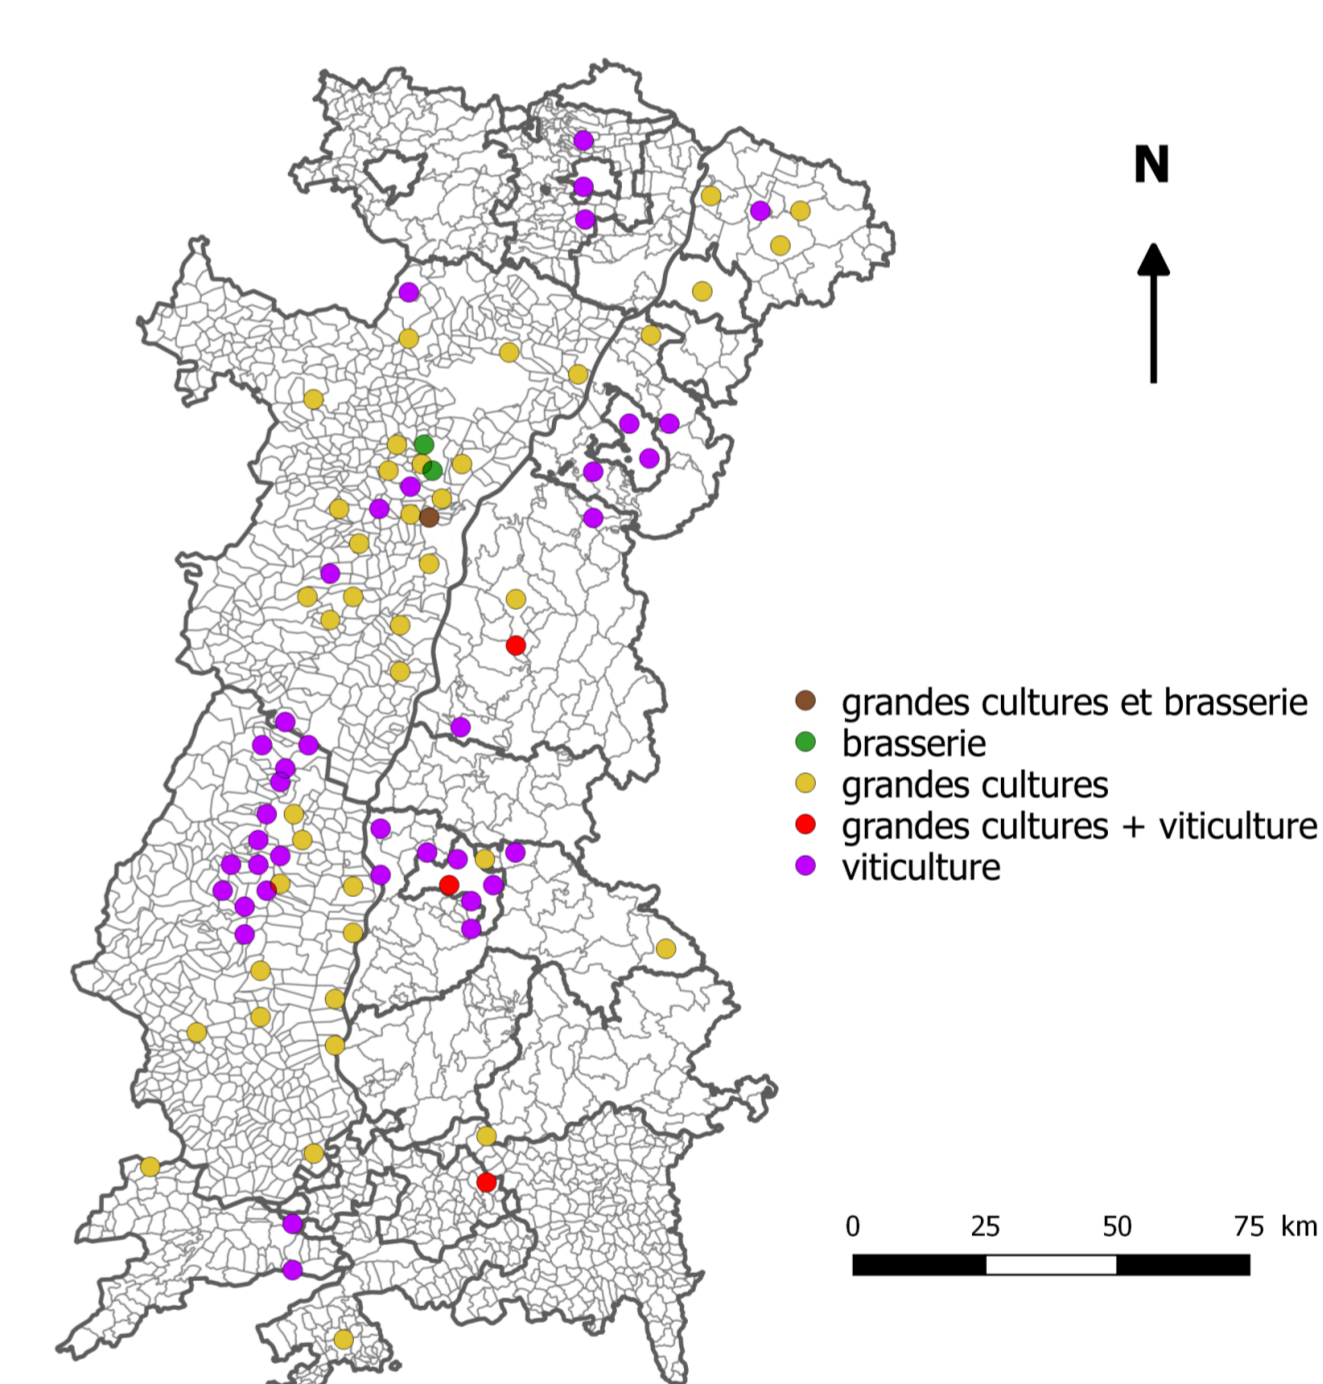 N
grandes cultures et brasserie
brasserie
grandes cultures
grandes cultures + viticulture
viticulture
0 25 50 75 km